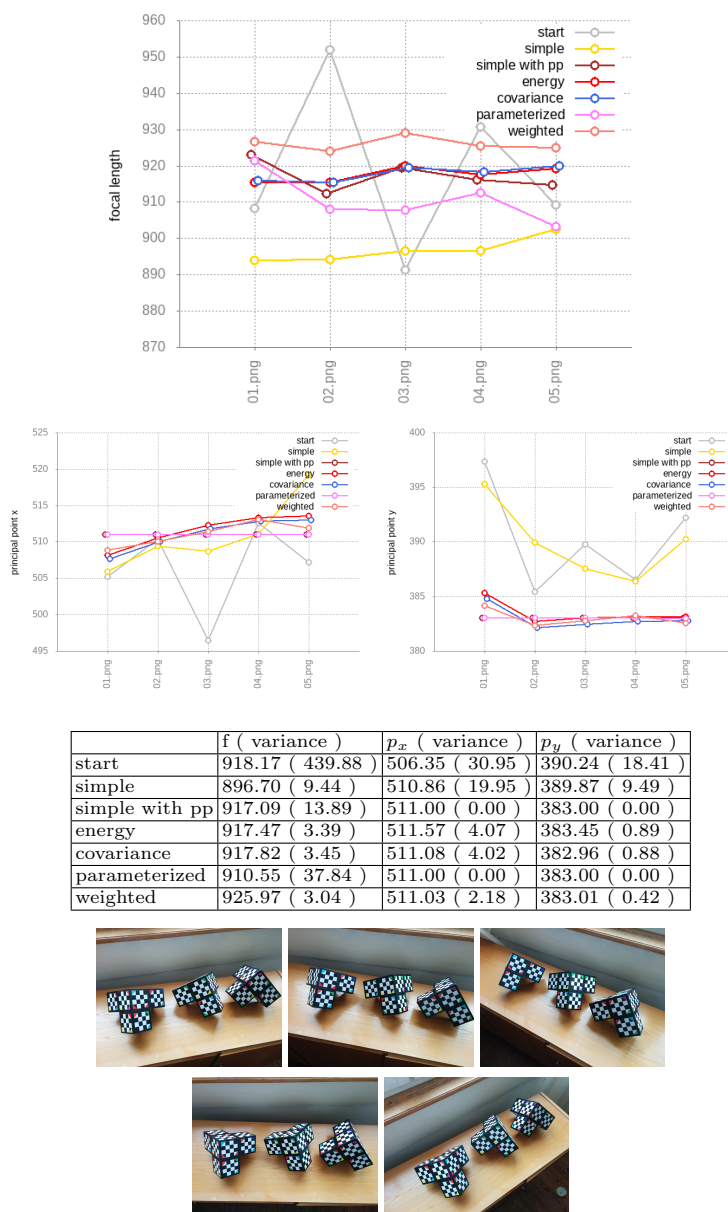 960
950
940
930
920
910
900
890
880
870
focal length
start
simple
simple with pp
energy
covariance
parameterized
weighted
01.png
02.png
03.png
04.png
05.png
525
520
515
510
505
500
495
principal point x
start
simple
simple with pp
energy
covariance
parameterized
weighted
01.png
02.png
03.png
04.png
05.png
400
395
390
385
380
principal point y
start
simple
simple with pp
energy
covariance
parameterized
weighted
01.png
02.png
03.png
04.png
05.png
f ( variance ) p_x ( variance ) p_y ( variance )
start 918.17 ( 439.88 ) 506.35 ( 30.95 ) 390.24 ( 18.41 )
simple 896.70 ( 9.44 ) 510.86 ( 19.95 ) 389.87 ( 9.49 )
simple with pp 917.09 ( 13.89 ) 511.00 ( 0.00 ) 383.00 ( 0.00 )
energy 917.47 ( 3.39 ) 511.57 ( 4.07 ) 383.45 ( 0.89 )
covariance 917.82 ( 3.45 ) 511.08 ( 4.02 ) 382.96 ( 0.88 )
parameterized 910.55 ( 37.84 ) 511.00 ( 0.00 ) 383.00 ( 0.00 )
weighted 925.97 ( 3.04 ) 511.03 ( 2.18 ) 383.01 ( 0.42 )